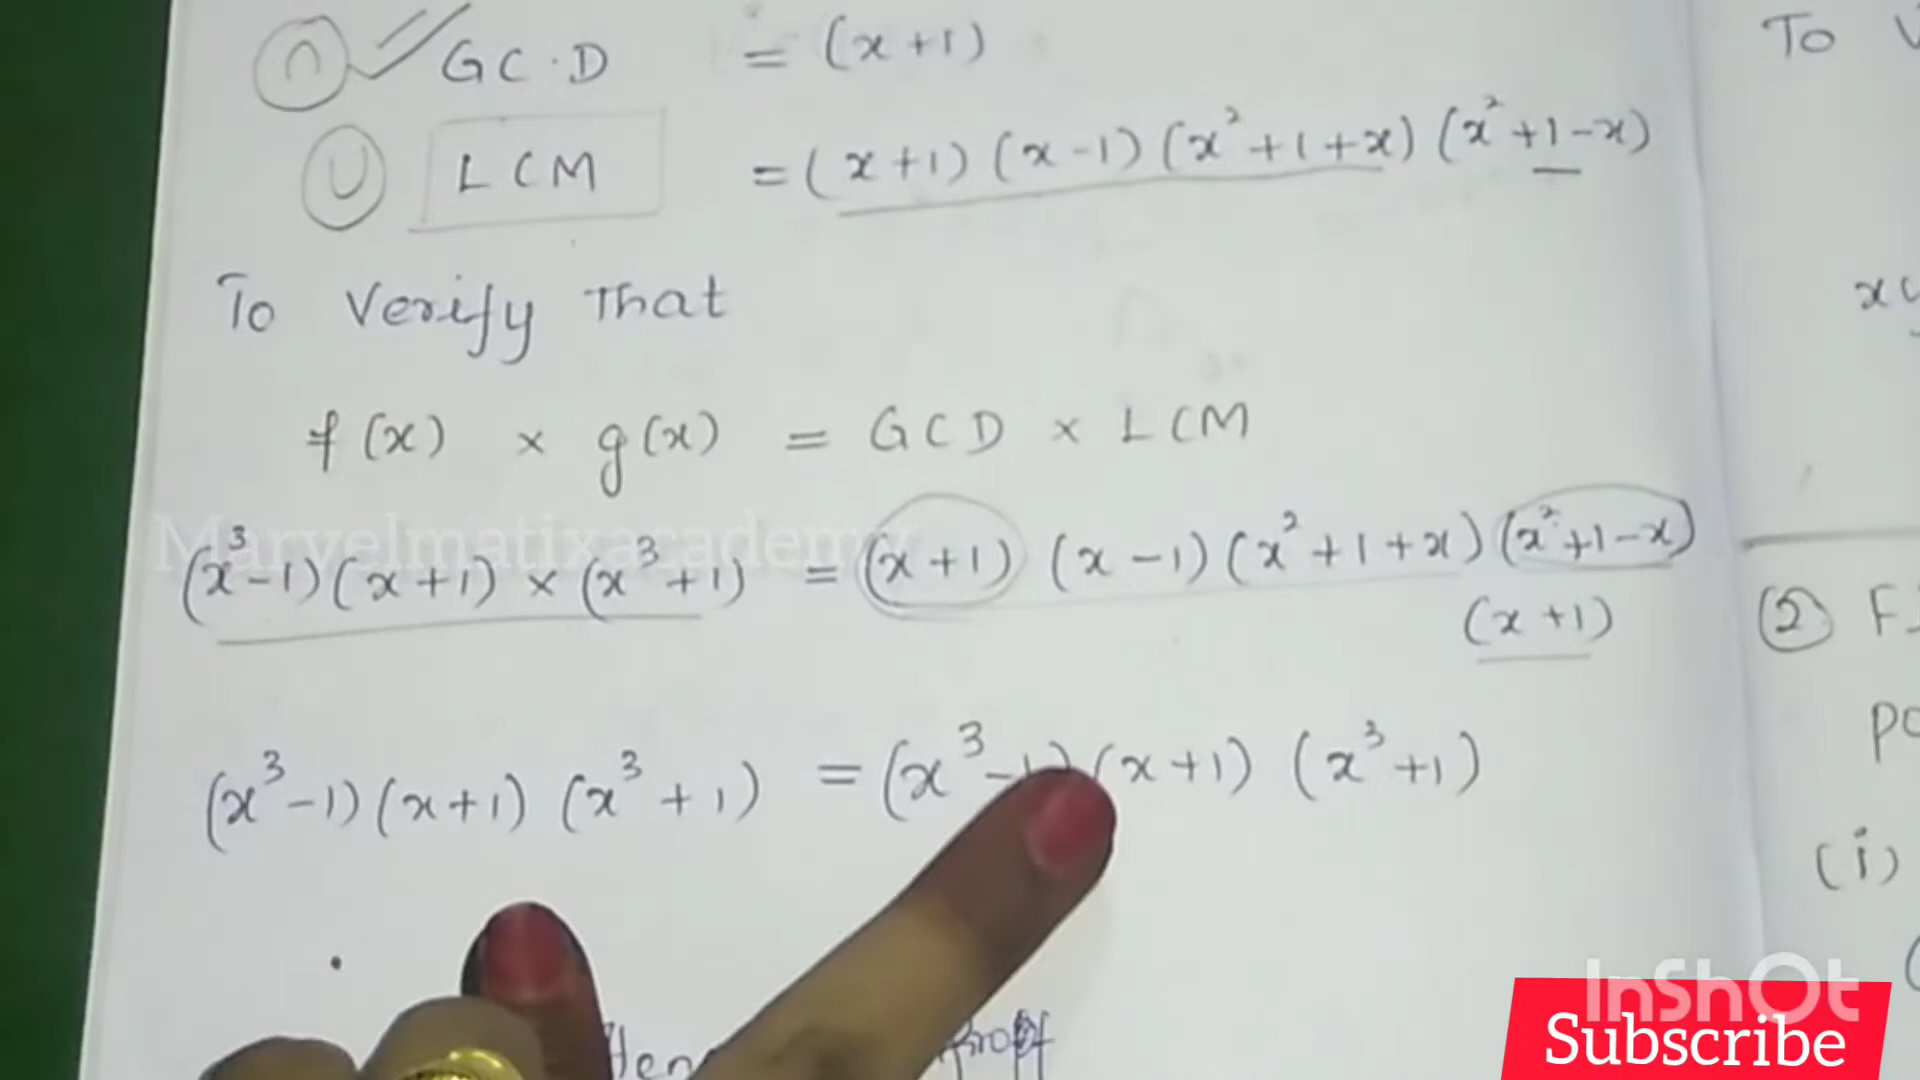 ∩ GC.D = (x+1)
∪ LCM = (x+1) (x-1) (x²+1+x) (x²+1-x)
To Verify That
f(x) × g(x) = GCD × LCM
(x³-1)(x+1) × (x³+1) = (x+1) (x-1) (x²+1+x) (x²+1-x)
(x+1)
(x³-1)(x+1) (x³+1) = (x³-1)(x+1) (x³+1)
To
② F
(i)
Marvelmatixacademy
InShOt
Subscribe